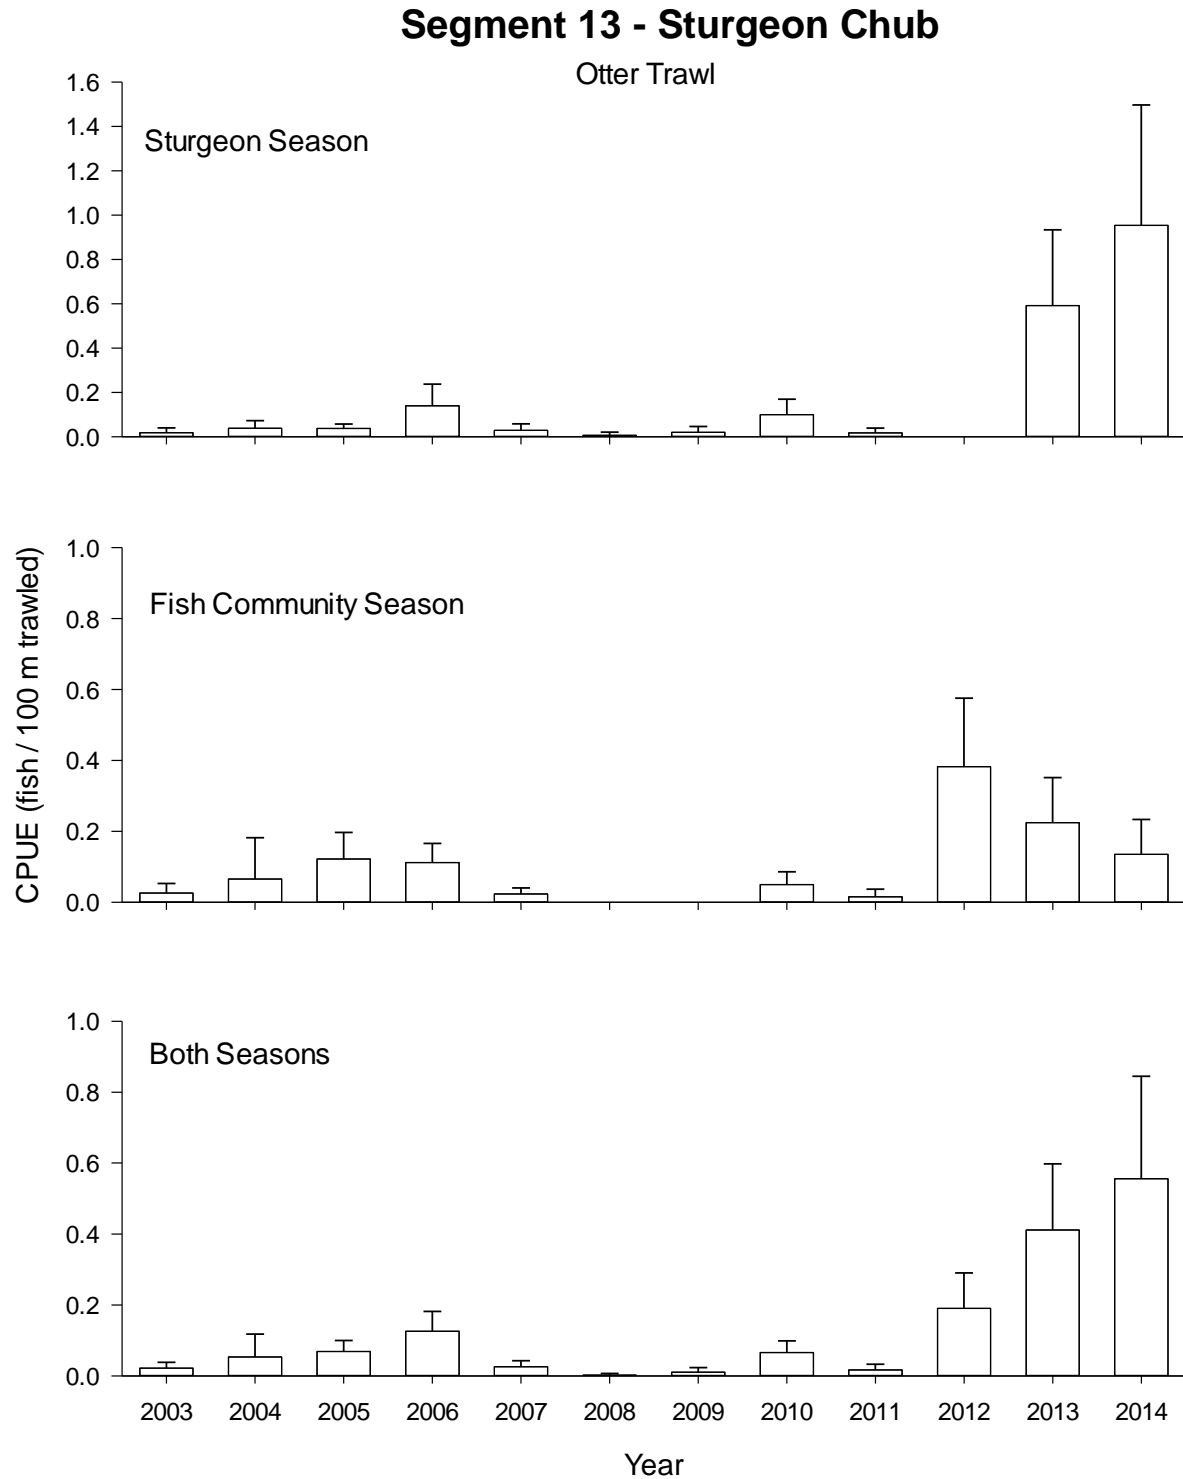 Segment 13 - Sturgeon Chub
Otter Trawl
Sturgeon Season
1.6
1.4
1.2
1.0
0.8
0.6
0.4
0.2
0.0
CPUE (fish / 100 m trawled)
Fish Community Season
1.0
0.8
0.6
0.4
0.2
0.0
Both Seasons
1.0
0.8
0.6
0.4
0.2
0.0
2003 2004 2005 2006 2007 2008 2009 2010 2011 2012 2013 2014
Year